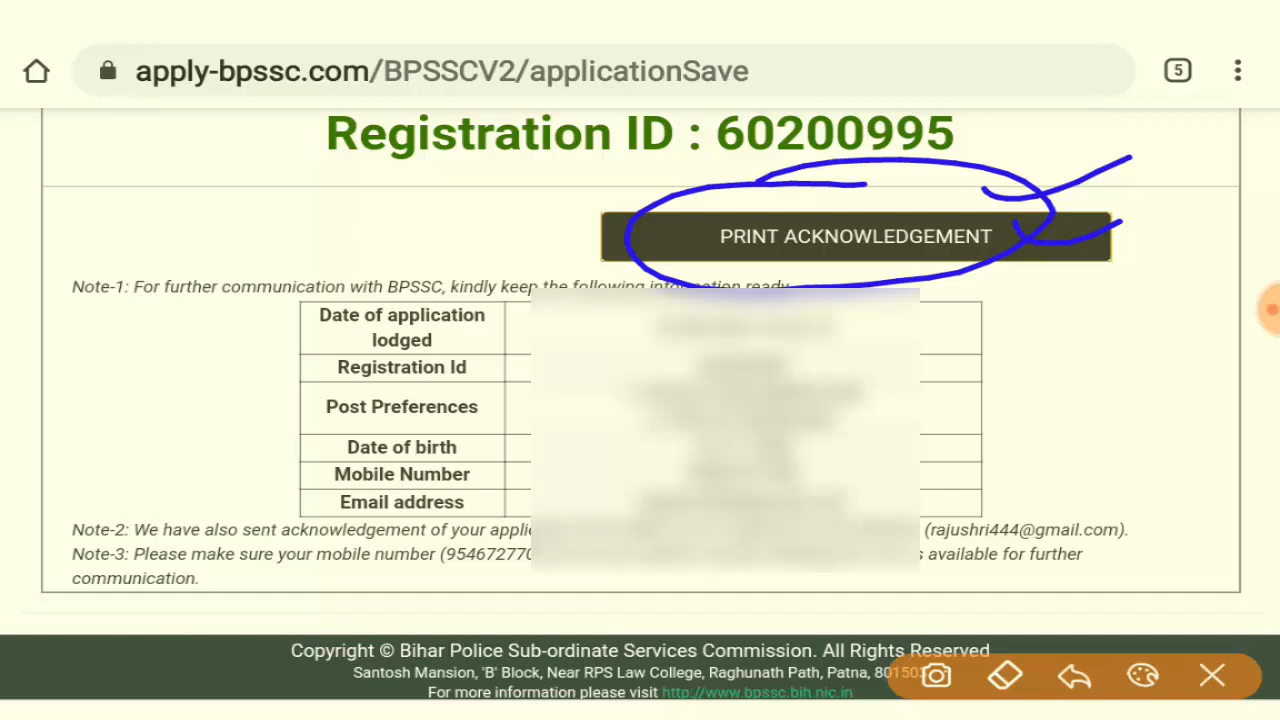 5
apply-bpssc.com/BPSSCV2/applicationSave
Registration ID : 60200995
PRINT ACKNOWLEDGEMENT
Note-1: For further communication with BPSSC, kindly keep the following information ready
Date of application
lodged
Registration Id
Post Preferences
Date of birth
Mobile Number
Email address
Note-2: We have also sent acknowledgement of your (rajushri444@gmail.com).
Note-3: Please make sure your mobile number (95467277 available for further
communication.
Copyright © Bihar Police Sub-ordinate Services Commission. All Rights Reserved
Santosh Mansion, 'B' Block, Near RPS Law College, Raghunath Path, Patna, 801503
For more information please visit http://www.bpssc.bih.nic.in